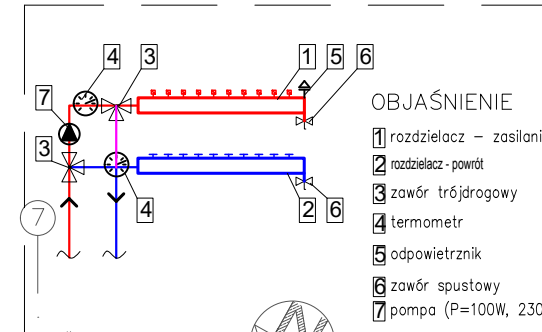 4 3 1 5 6
7
3
4 2 6
7
OBJAŚNIENIE
1 rozdzielacz – zasilani
2 rozdzielacz - powrót
3 zawór trójdrogowy
4 termometr
5 odpowietrznik
6 zawór spustowy
7 pompa (P=100W, 230